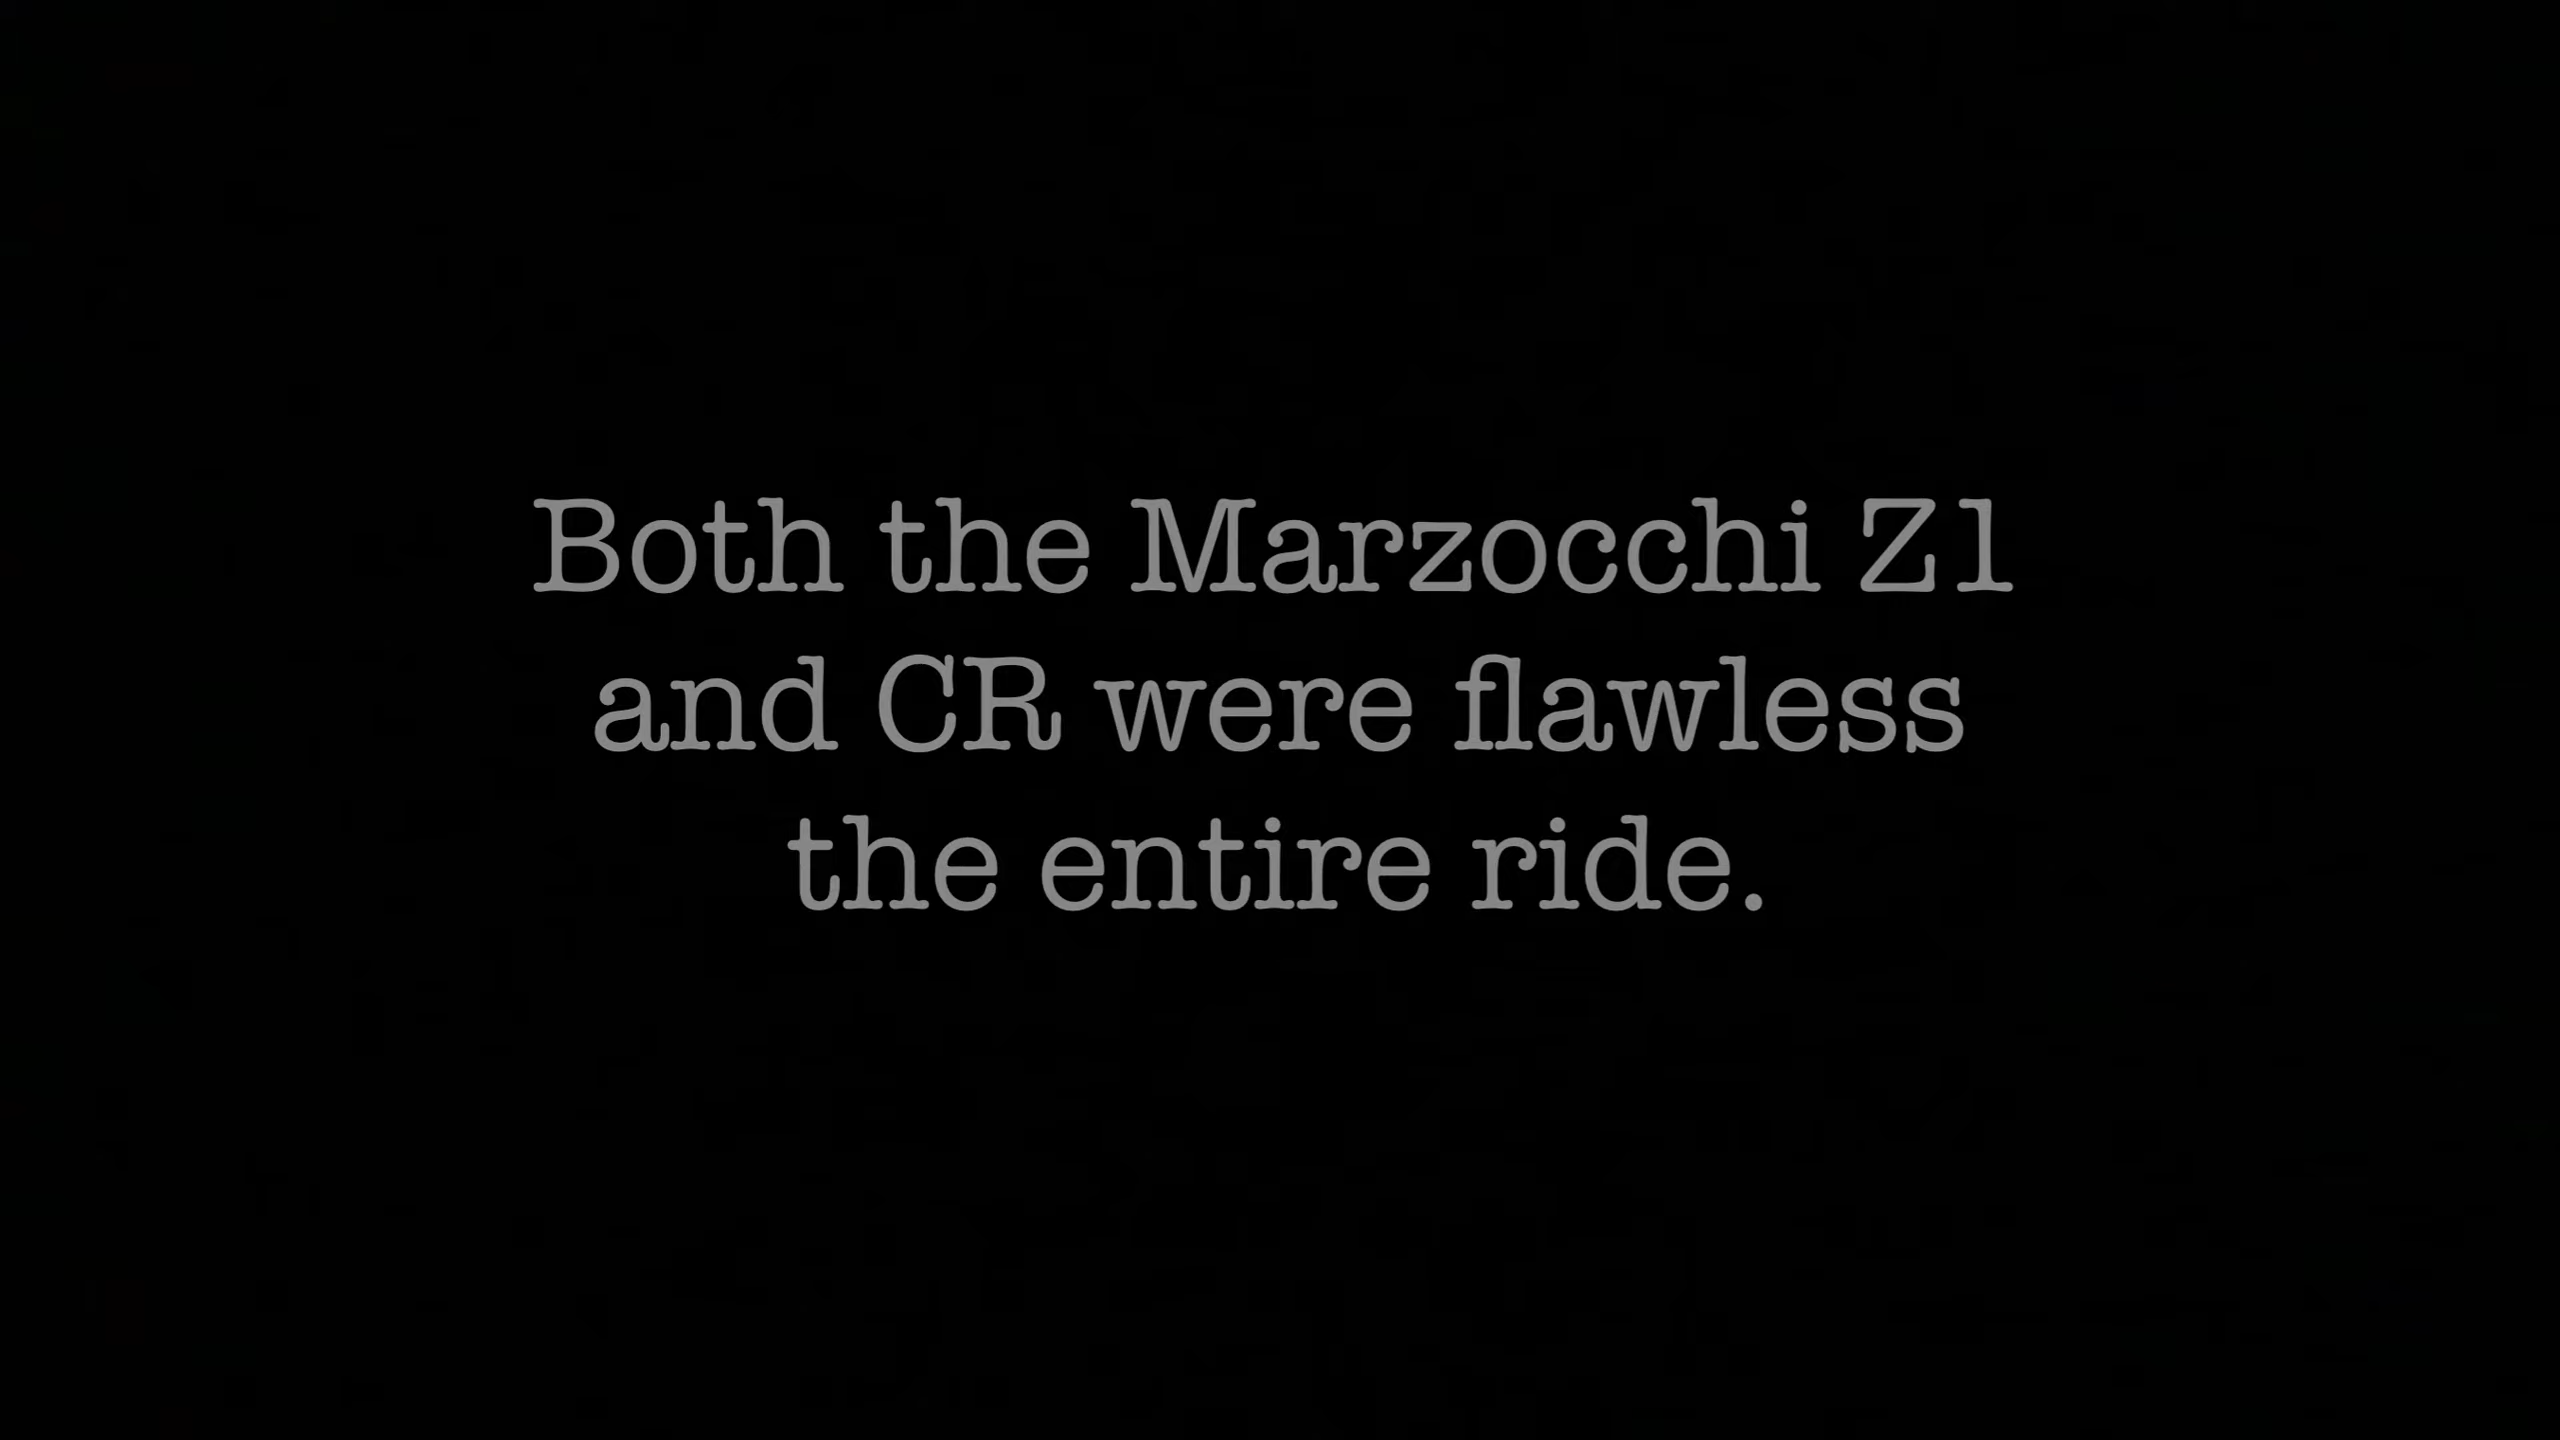 Both the Marzocchi Z1
and CR were flawless
the entire ride.